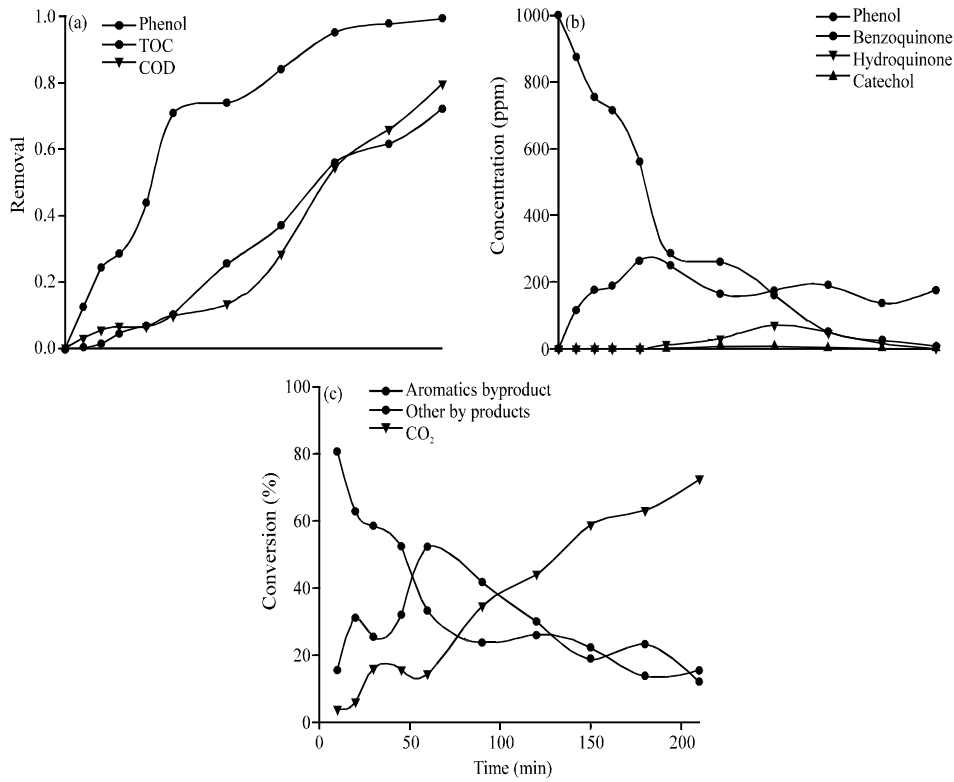 (a)
Phenol
TOC
COD
1.0
0.8
0.6
0.4
0.2
0.0
Removal
(b)
Phenol
Benzoquinone
Hydroquinone
Catechol
1000
800
600
400
200
0
Concentration (ppm)
(c)
Aromatics byproduct
Other by products
CO₂
100
80
60
40
20
0
Conversion (%)
0 50 100 150 200
Time (min)